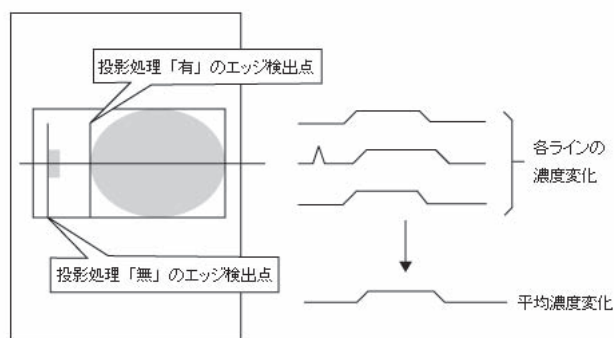 投影処理「有」のエッジ検出点
各ラインの
濃度変化
投影処理「無」のエッジ検出点
平均濃度変化